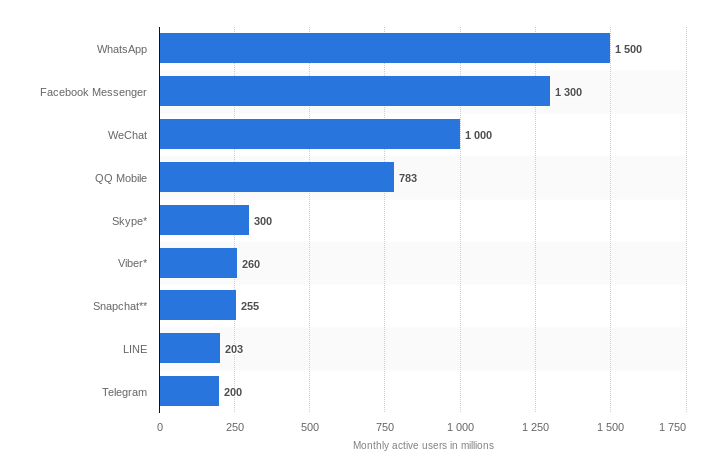 WhatsApp 1 500
Facebook Messenger 1 300
WeChat 1 000
QQ Mobile 783
Skype* 300
Viber* 260
Snapchat** 255
LINE 203
Telegram 200
0 250 500 750 1 000 1 250 1 500 1 750
Monthly active users in millions